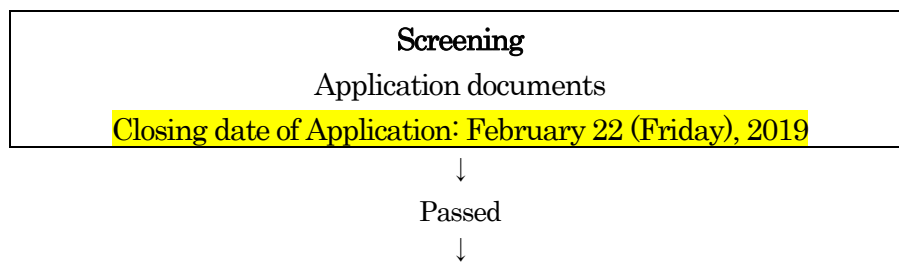 Screening
Application documents
Closing date of Application: February 22 (Friday), 2019
↓
Passed
↓